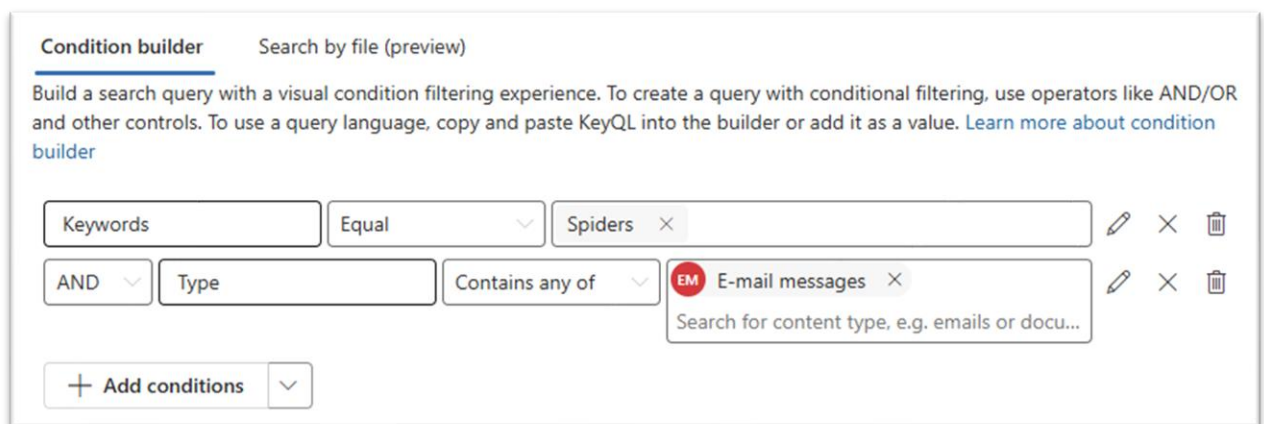 Condition builder Search by file (preview)
Build a search query with a visual condition filtering experience. To create a query with conditional filtering, use operators like AND/OR
and other controls. To use a query language, copy and paste KeyQL into the builder or add it as a value. Learn more about condition
builder
Keywords Equal Spiders
AND Type Contains any of EM E-mail messages
Search for content type, e.g. emails or docu...
Add conditions